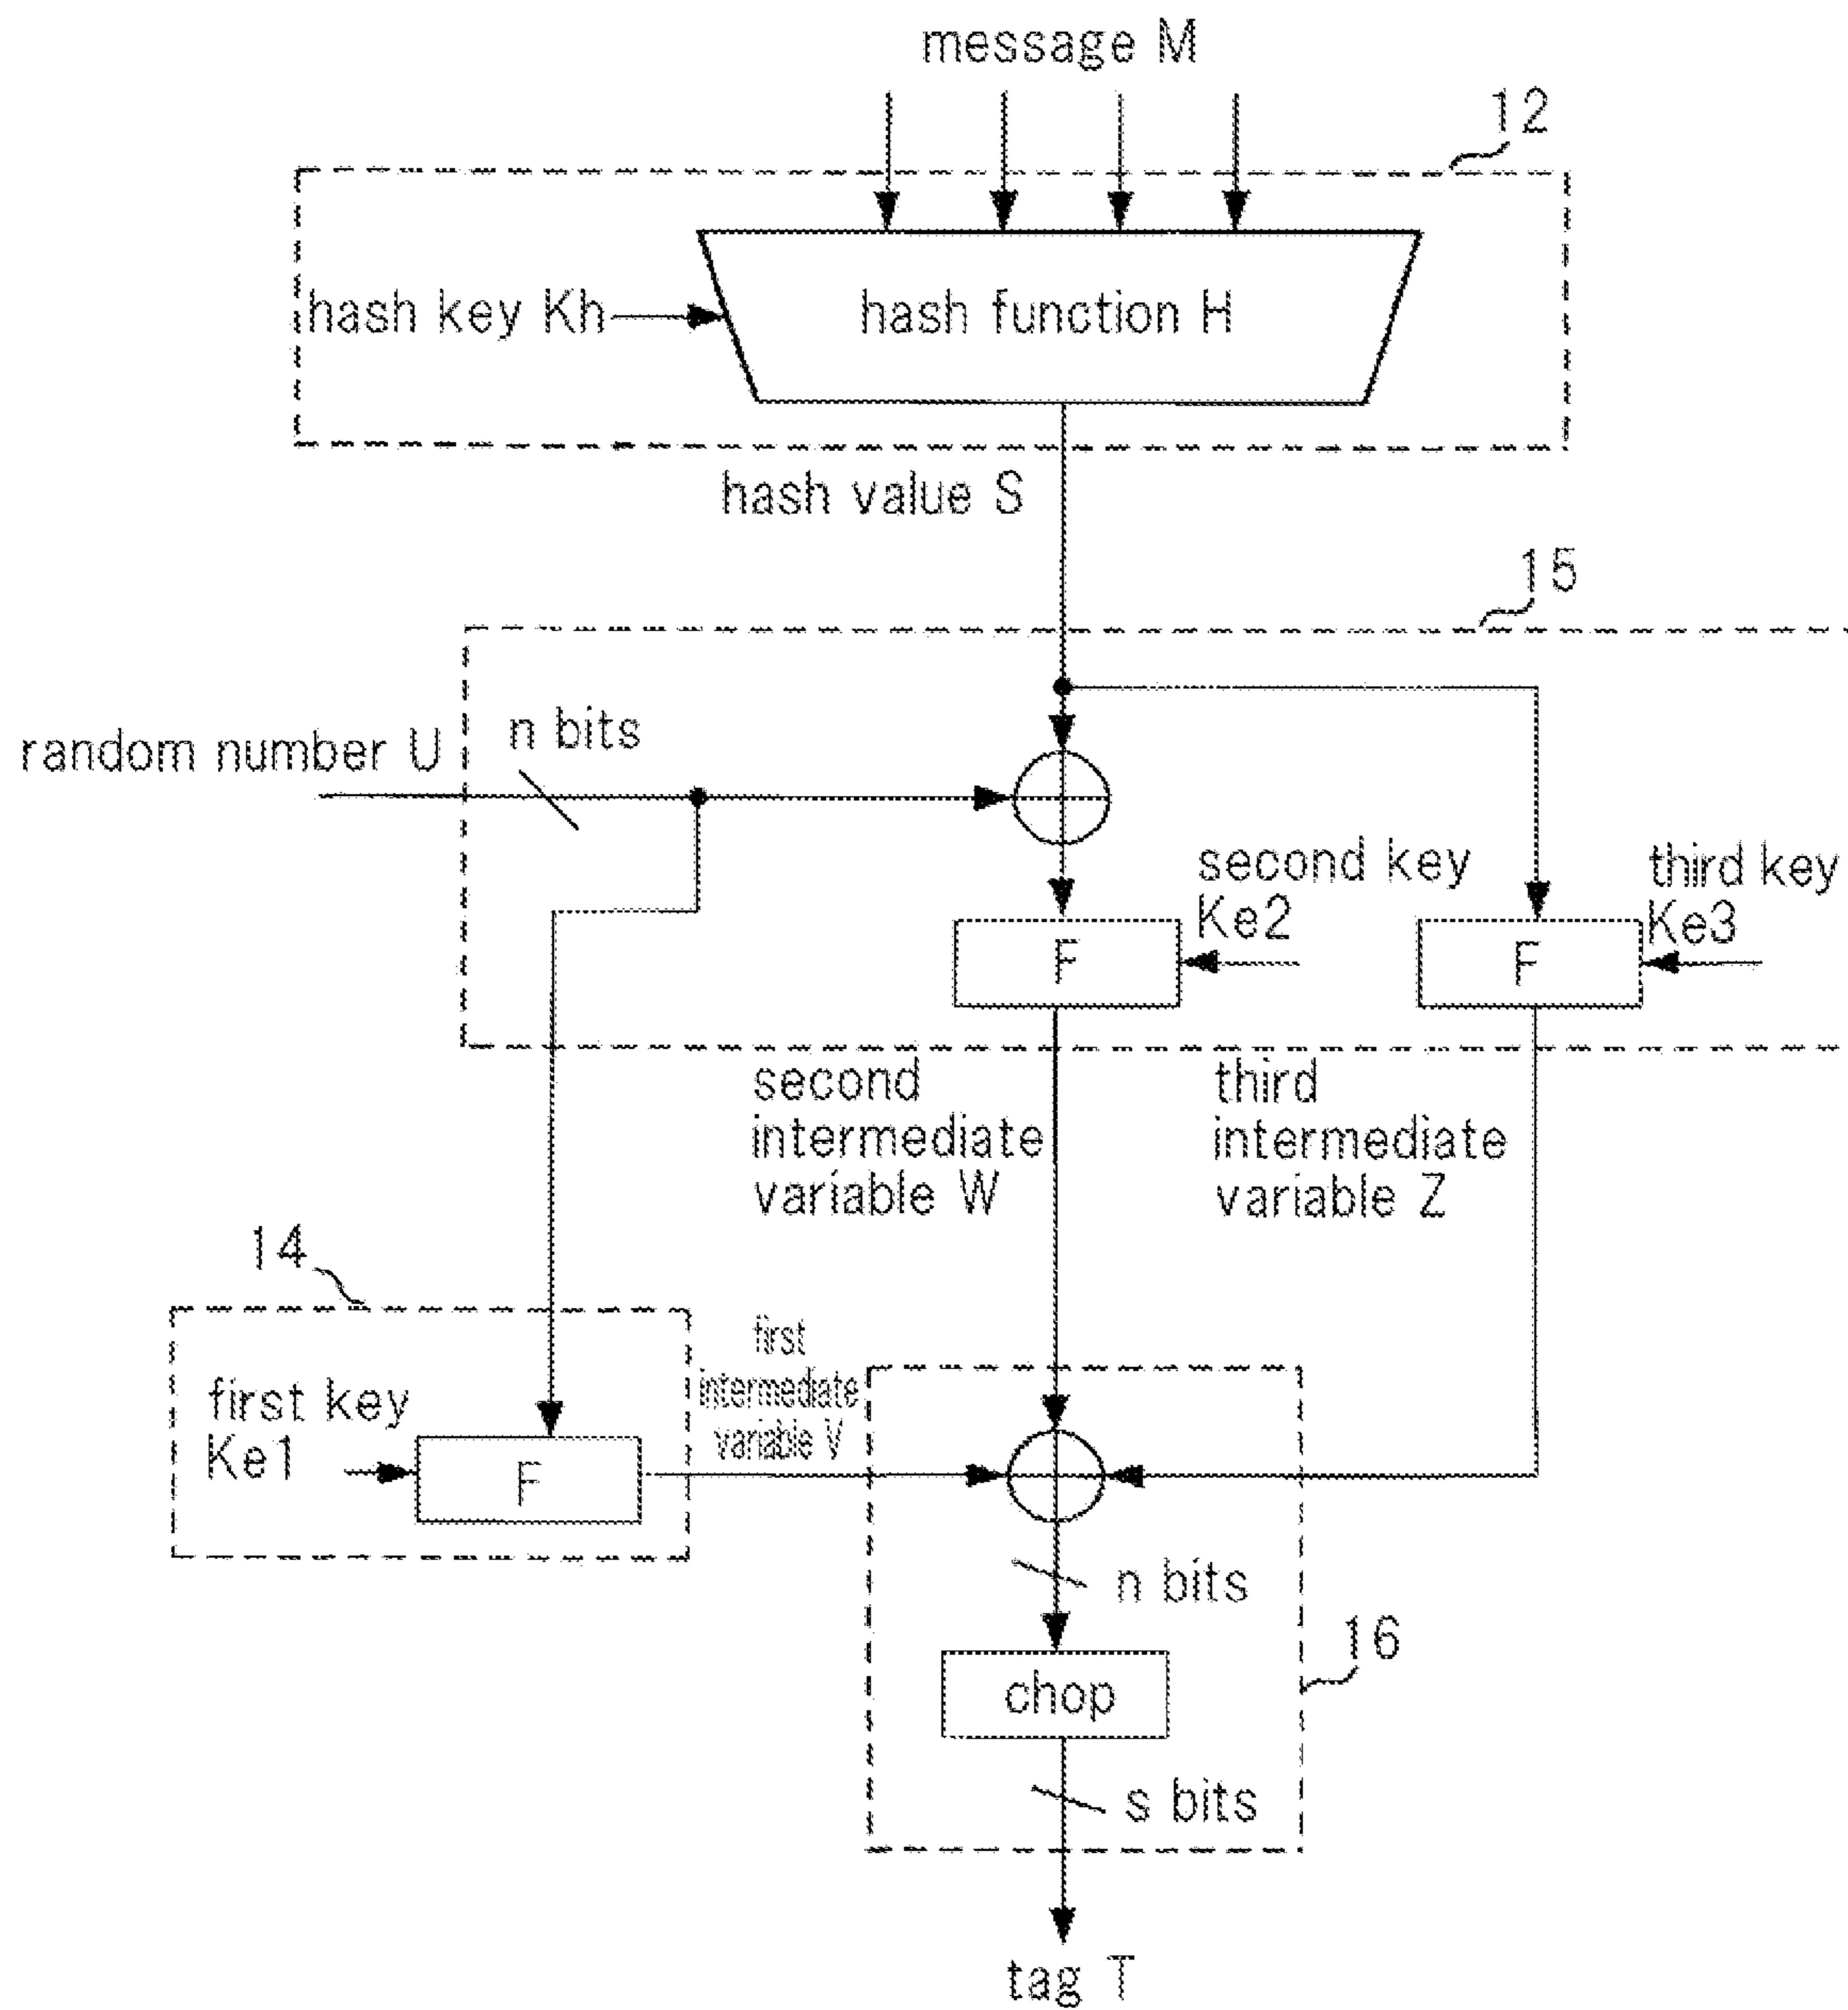 message M
12
hash key Kh
hash function H
hash value S
15
random number U
n bits
second key
Ke2
third key
Ke3
F
F
second
intermediate
variable W
third
intermediate
variable Z
14
first key
Ke1
F
first
intermediate
variable V
n bits
16
chop
s bits
tag T